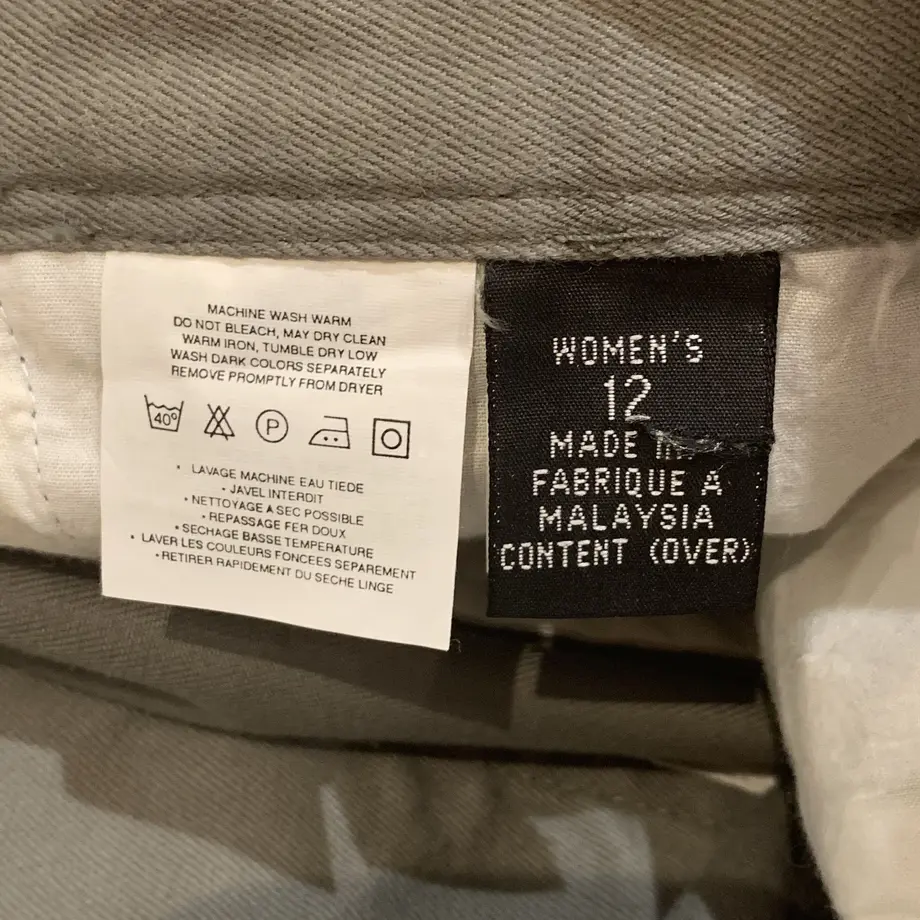 MACHINE WASH WARM
DO NOT BLEACH, MAY DRY CLEAN
WARM IRON, TUMBLE DRY LOW
WASH DARK COLORS SEPARATELY
REMOVE PROMPTLY FROM DRYER
40° P
• LAVAGE MACHINE EAU TIEDE
• JAVEL INTERDIT
• NETTOYAGE A SEC POSSIBLE
• REPASSAGE FER DOUX
• SECHAGE BASSE TEMPERATURE
• LAVER LES COULEURS FONCEES SEPAREMENT
• RETIRER RAPIDEMENT DU SECHE LINGE
WOMEN'S
12
MADE
FABRIQUE A
MALAYSIA
CONTENT (OVER)